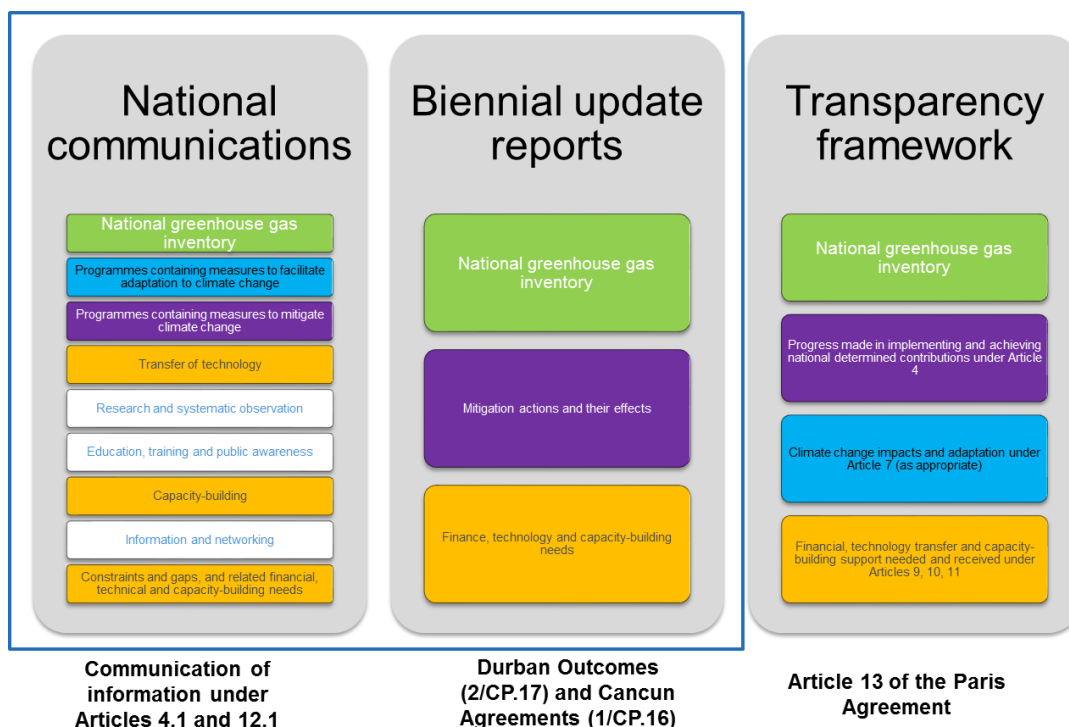 National
communications
National greenhouse gas
inventory
Programmes containing measures to facilitate
adaptation to climate change
Programmes containing measures to mitigate
climate change
Transfer of technology
Research and systematic observation
Education, training and public awareness
Capacity-building
Information and networking
Constraints and gaps, and related financial,
technical and capacity-building needs
Communication of
information under
Articles 4.1 and 12.1
Biennial update
reports
National greenhouse gas
inventory
Mitigation actions and their effects
Finance, technology and capacity-building
needs
Durban Outcomes
(2/CP.17) and Cancun
Agreements (1/CP.16)
Transparency
framework
National greenhouse gas
inventory
Progress made in implementing and achieving
national determined contributions under Article
4
Climate change impacts and adaptation under
Article 7 (as appropriate)
Financial, technology transfer and capacity-
building support needed and received under
Articles 9, 10, 11
Article 13 of the Paris
Agreement